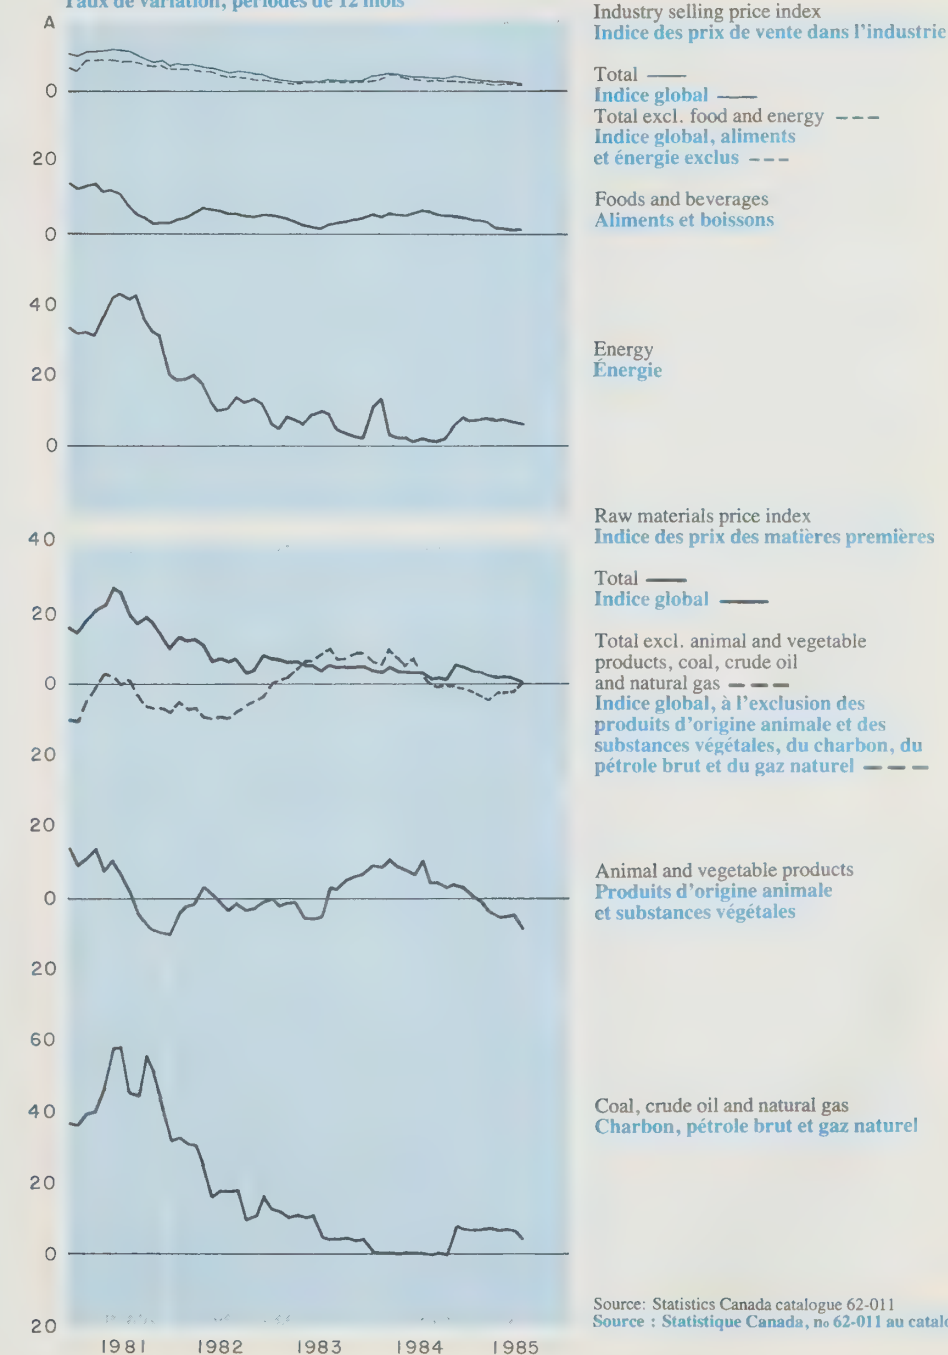 Taux de variation, périodes de 12 mois
A
0
20
0
40
20
0
40
20
0
20
20
0
20
60
40
20
0
20
1981 1982 1983 1984 1985
Industry selling price index
Indice des prix de vente dans l'industrie
Total
Indice global
Total excl. food and energy
Indice global, aliments
et énergie exclus
Foods and beverages
Aliments et boissons
Energy
Énergie
Raw materials price index
Indice des prix des matières premières
Total
Indice global
Total excl. animal and vegetable
products, coal, crude oil
and natural gas
Indice global, à l'exclusion des
produits d'origine animale et des
substances végétales, du charbon, du
pétrole brut et du gaz naturel
Animal and vegetable products
Produits d'origine animale
et substances végétales
Coal, crude oil and natural gas
Charbon, pétrole brut et gaz naturel
Source: Statistics Canada catalogue 62-011
Source : Statistique Canada, no 62-011 au catalo